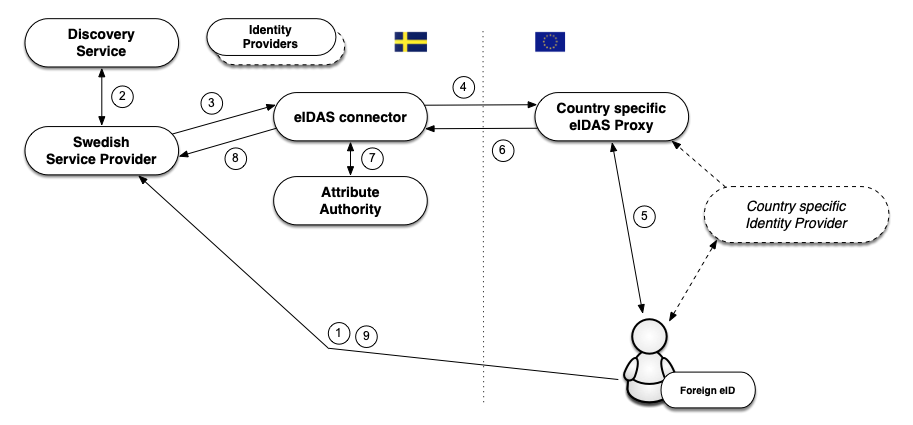 Discovery
Service
Identity
Providers
2
3
4
eIDAS connector
Country specific
eIDAS Proxy
Swedish
Service Provider
8
7
6
Attribute
Authority
5
Country specific
Identity Provider
1
9
Foreign eID